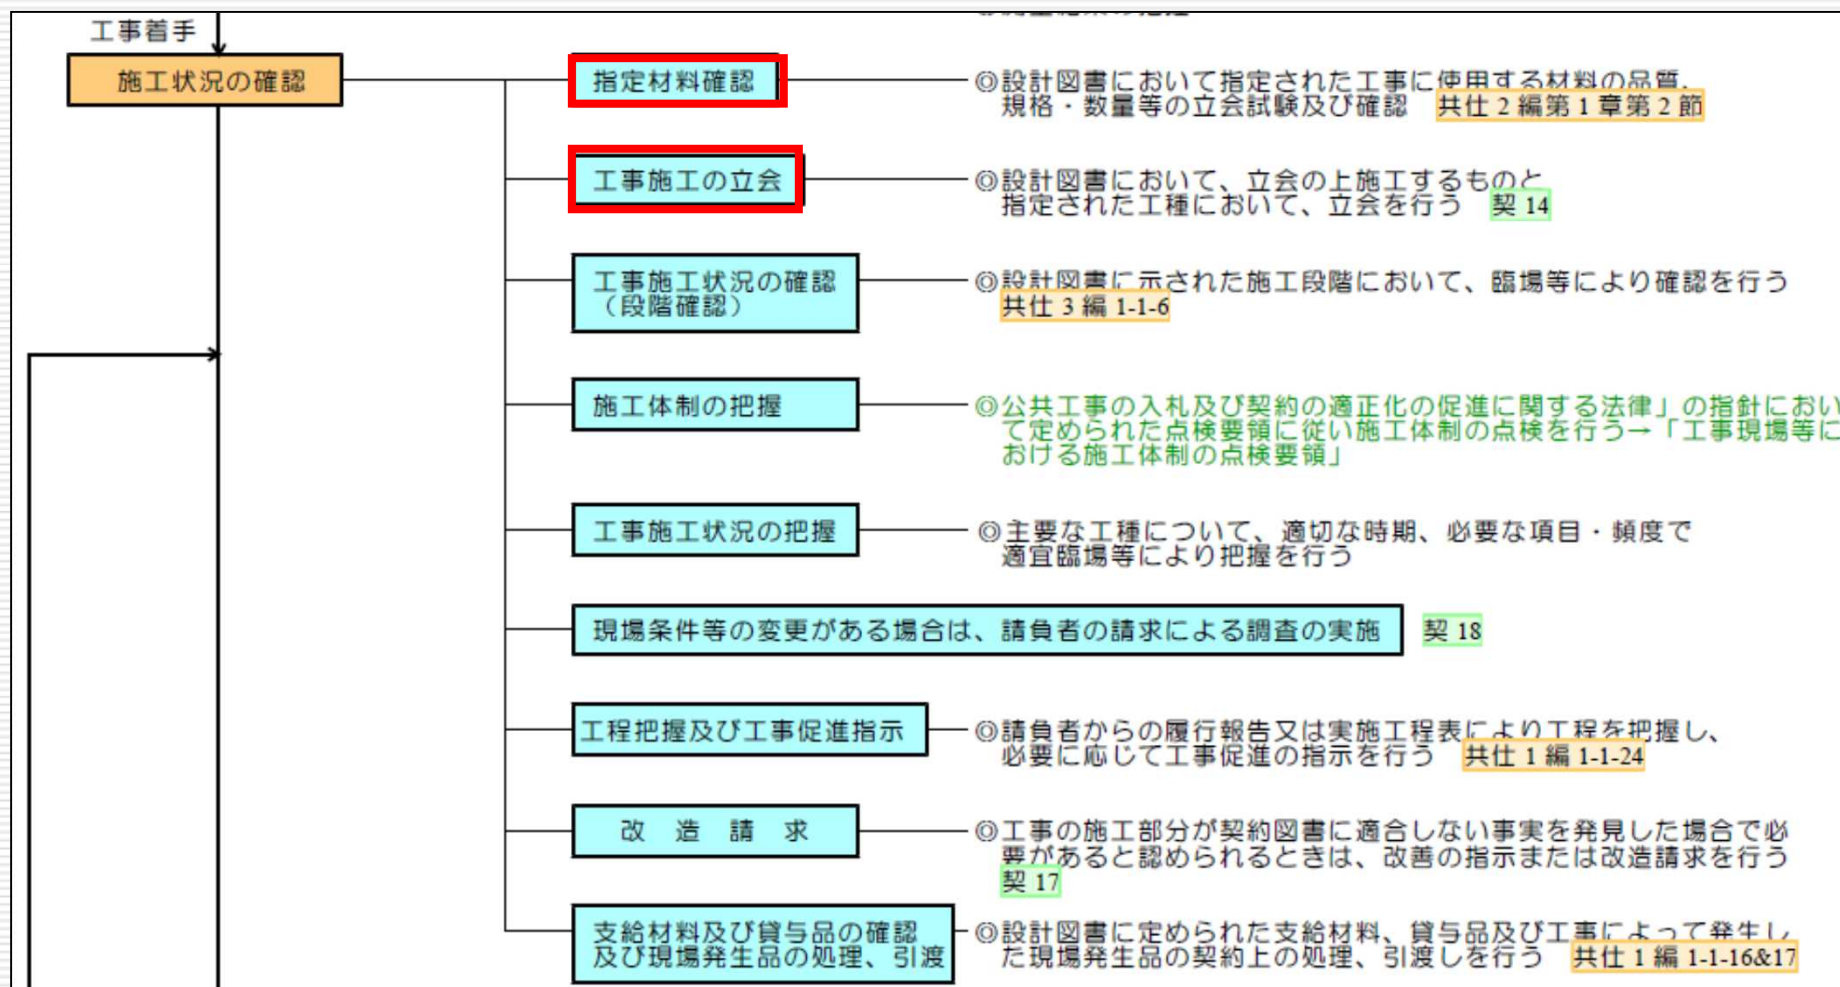 工事着手
施工状況の確認
指定材料確認
◎設計図書において指定された工事に使用する材料の品質、
規格・数量等の立会試験及び確認 共仕 2 編第 1 章第 2 節
工事施工の立会
◎設計図書において、立会の上施工するものと
指定された工種において、立会を行う 契 14
工事施工状況の確認
（段階確認）
◎設計図書に示された施工段階において、臨場等により確認を行う
共仕 3 編 1-1-6
施工体制の把握
◎公共工事の入札及び契約の適正化の促進に関する法律」の指針におい
て定められた点検要領に従い施工体制の点検を行う→「工事現場等に
おける施工体制の点検要領」
工事施工状況の把握
◎主要な工種について、適切な時期、必要な項目・頻度で
適宜臨場等により把握を行う
現場条件等の変更がある場合は、請負者の請求による調査の実施 契 18
工程把握及び工事促進指示
◎請負者からの履行報告又は実施工程表により工程を把握し、
必要に応じて工事促進の指示を行う 共仕 1 編 1-1-24
改 造 請 求
◎工事の施工部分が契約図書に適合しない事実を発見した場合で必
要があると認められるときは、改善の指示または改造請求を行う
契 17
支給材料及び貸与品の確認
及び現場発生品の処理、引渡
◎設計図書に定められた支給材料、貸与品及び工事によって発生し
た現場発生品の契約上の処理、引渡しを行う 共仕 1 編 1-1-16&17